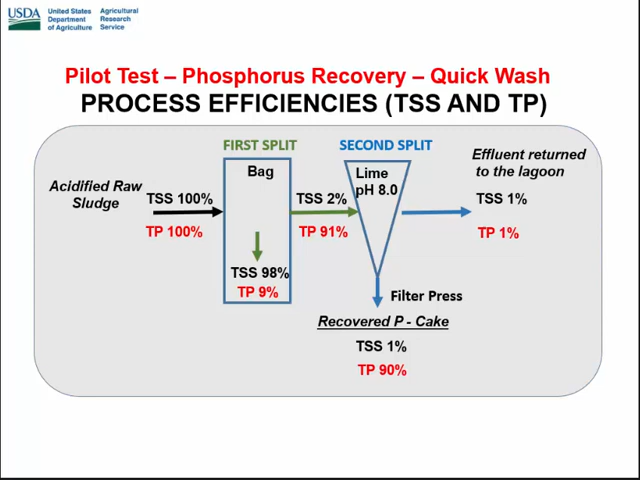 USDA
United States
Department
of Agriculture
Agricultural
Research
Service
Pilot Test – Phosphorus Recovery – Quick Wash
PROCESS EFFICIENCIES (TSS AND TP)
FIRST SPLIT
SECOND SPLIT
Effluent returned
to the lagoon
Bag
Lime
pH 8.0
Acidified Raw
Sludge
TSS 100%
TP 100%
TSS 2%
TP 91%
TSS 1%
TP 1%
TSS 98%
TP 9%
Filter Press
Recovered P - Cake
TSS 1%
TP 90%